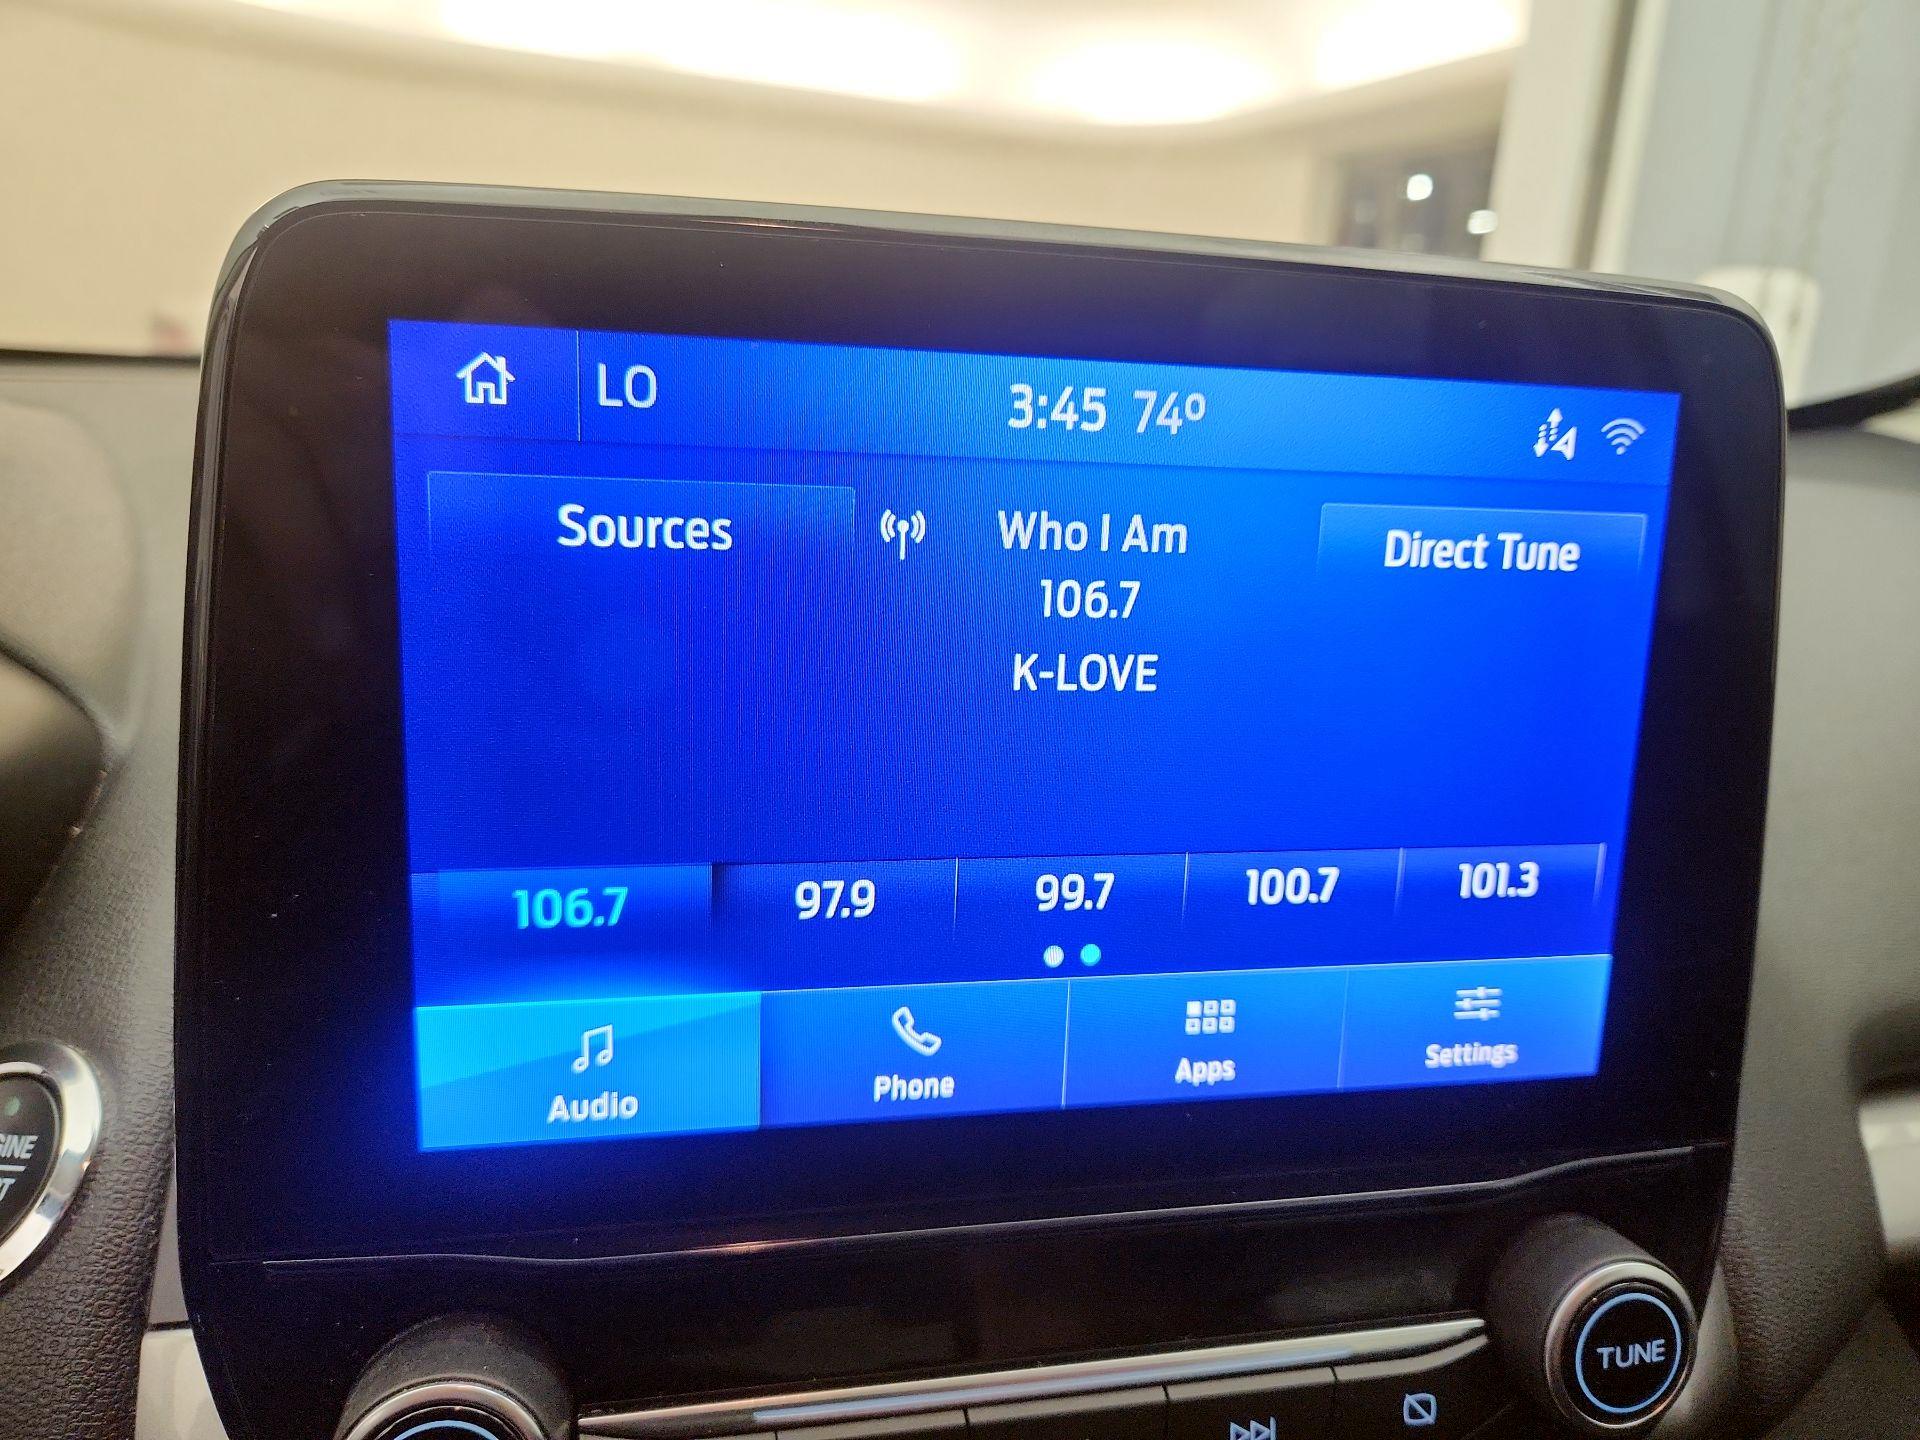 LO
3:45 74º
Sources
Who I Am
Direct Tune
106.7
K-LOVE
106.7 97.9 99.7 100.7 101.3
Audio Phone Apps Settings
TUNE